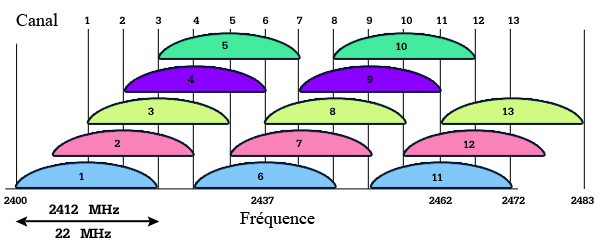 Canal 1 2 3 4 5 6 7 8 9 10 11 12 13
5 10
4 9
3 8 13
2 7 12
1 6 11
2400 2437 2462 2472 2483
2412 MHz
Fréquence
22 MHz